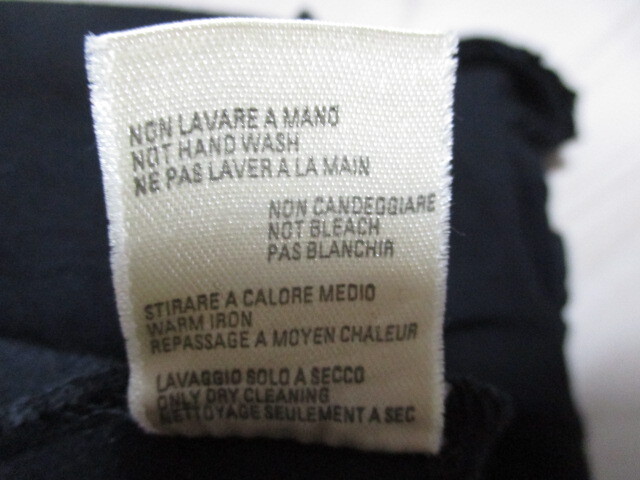 NON LAVARE A MANO
NOT HAND WASH
NE PAS LAVER A LA MAIN
NON CANDEGGIARE
NOT BLEACH
PAS BLANCHIR
STIRARE A CALORE MEDIO
WARM IRON
REPASSAGE A MOYEN CHALEUR
LAVAGGIO SOLO A SECCO
ONLY DRY CLEANING
NETTOYAGE SEULEMENT A SEC